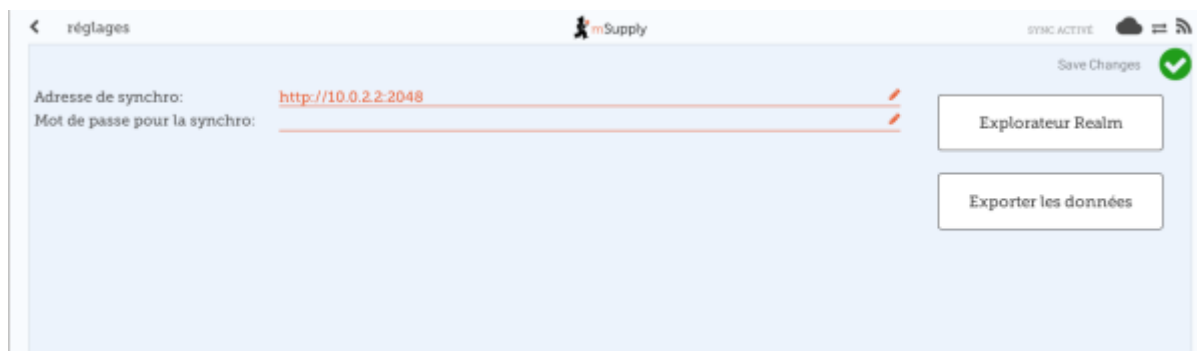 réglages
mSupply
SYNC ACTIVE
Save Changes
Adresse de synchro: http://10.0.2.2:2048
Mot de passe pour la synchro:
Explorateur Realm
Exporter les données